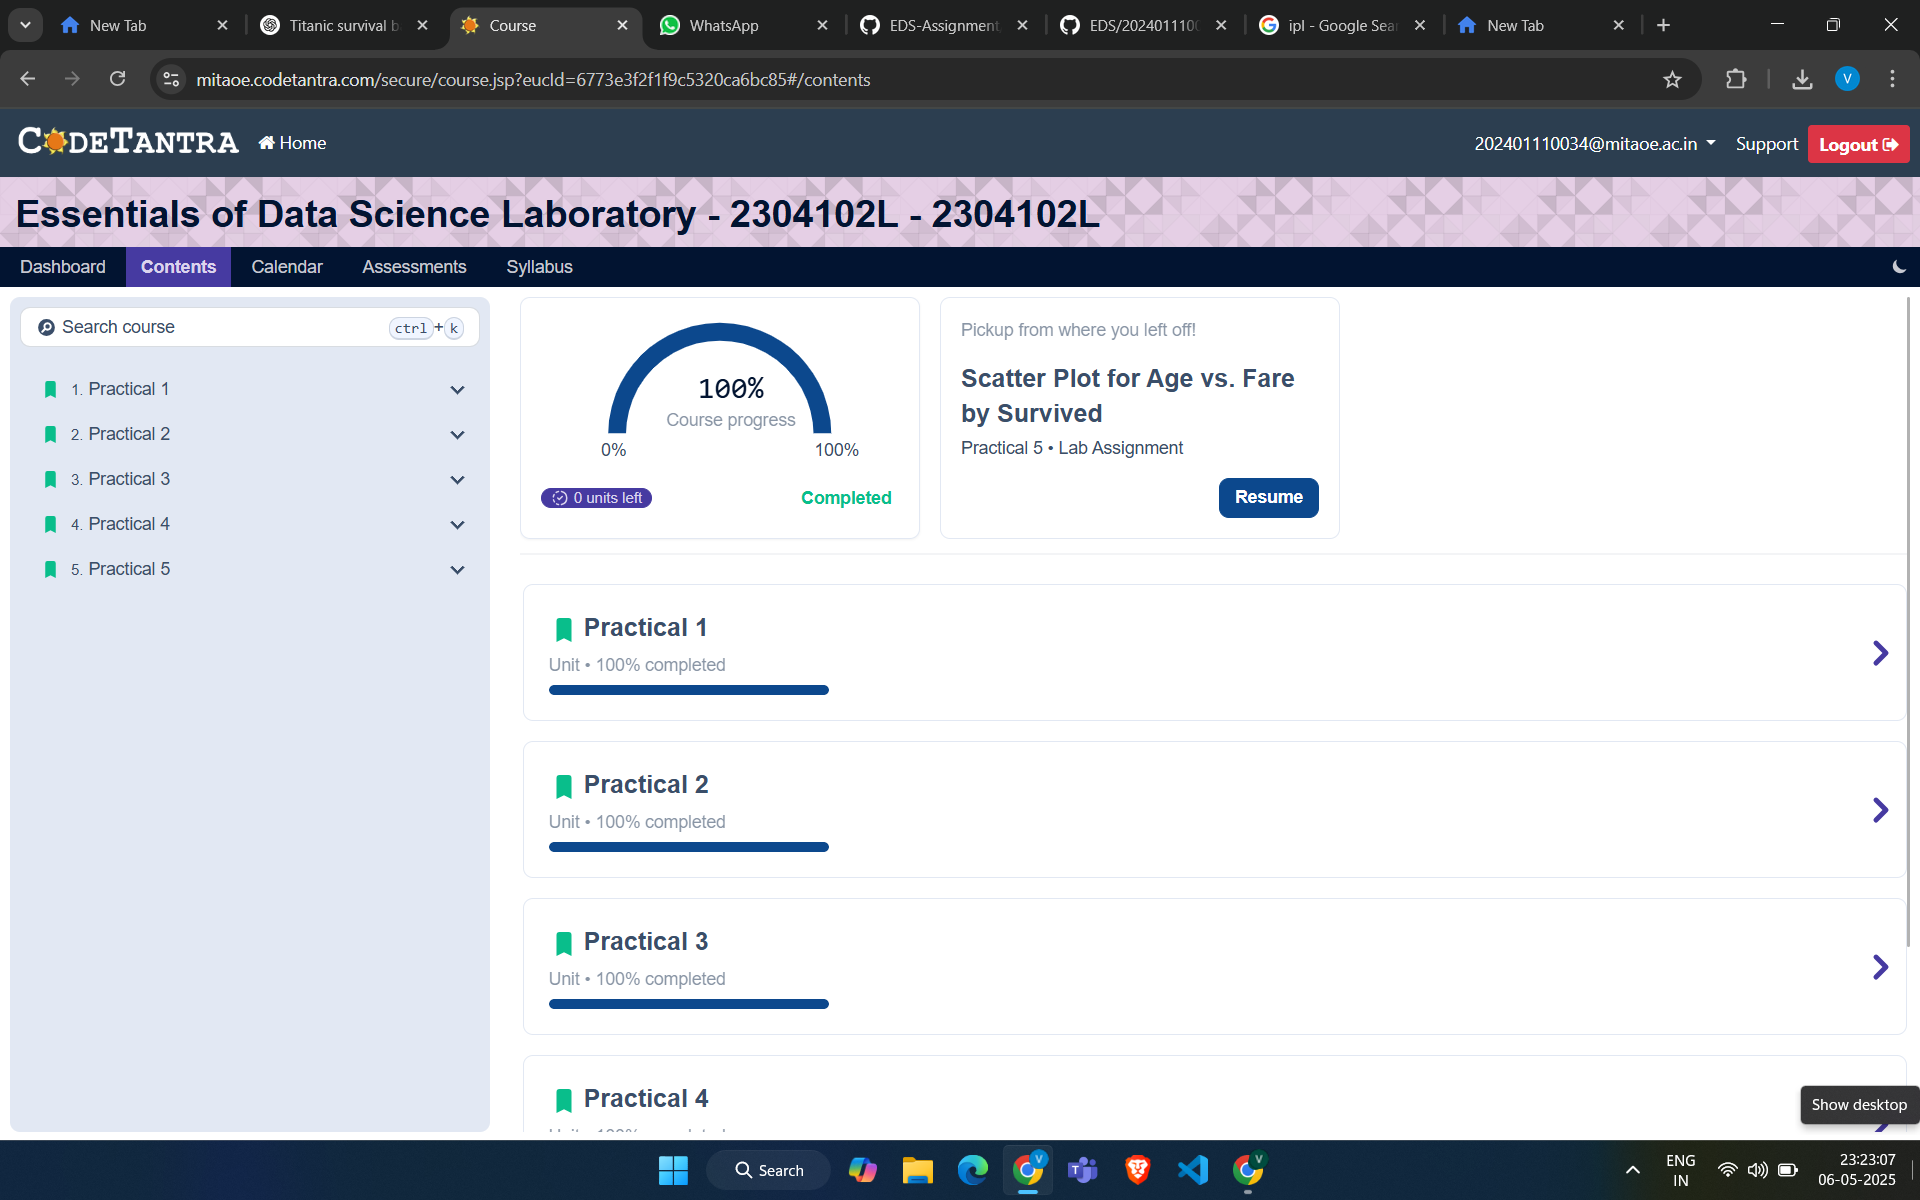 New Tab
Titanic survival b
Course
WhatsApp
EDS-Assignment
EDS/202401110
ipl - Google Sea
New Tab
mitaoe.codetantra.com/secure/course.jsp?eucId=6773e3f2f1f9c5320ca6bc85#/contents
V
CODETANTRA
Home
202401110034@mitaoe.ac.in
Support
Logout
Essentials of Data Science Laboratory - 2304102L - 2304102L
Dashboard
Contents
Calendar
Assessments
Syllabus
Search course
ctrl+k
1. Practical 1
2. Practical 2
3. Practical 3
4. Practical 4
5. Practical 5
100%
Course progress
0%
100%
0 units left
Completed
Pickup from where you left off!
Scatter Plot for Age vs. Fare
by Survived
Practical 5 • Lab Assignment
Resume
Practical 1
Unit • 100% completed
Practical 2
Unit • 100% completed
Practical 3
Unit • 100% completed
Practical 4
Show desktop
Search
V
T
V
ENG
IN
23:23:07
06-05-2025